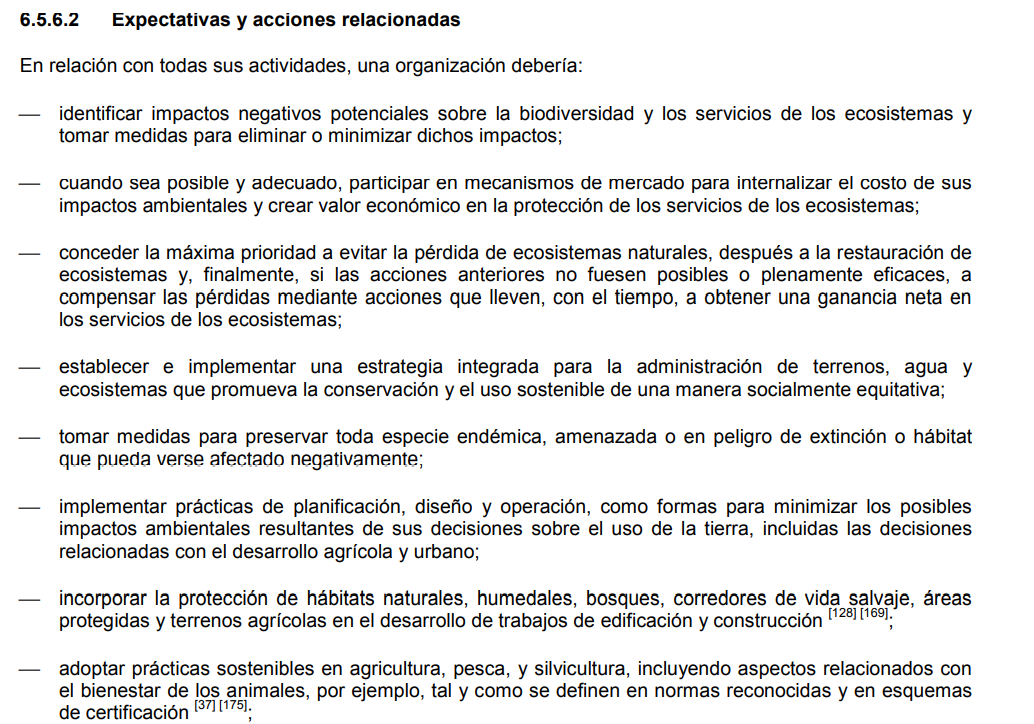 6.5.6.2 Expectativas y acciones relacionadas
En relación con todas sus actividades, una organización debería:
— identificar impactos negativos potenciales sobre la biodiversidad y los servicios de los ecosistemas y
tomar medidas para eliminar o minimizar dichos impactos;
— cuando sea posible y adecuado, participar en mecanismos de mercado para internalizar el costo de sus
impactos ambientales y crear valor económico en la protección de los servicios de los ecosistemas;
— conceder la máxima prioridad a evitar la pérdida de ecosistemas naturales, después a la restauración de
ecosistemas y, finalmente, si las acciones anteriores no fuesen posibles o plenamente eficaces, a
compensar las pérdidas mediante acciones que lleven, con el tiempo, a obtener una ganancia neta en
los servicios de los ecosistemas;
— establecer e implementar una estrategia integrada para la administración de terrenos, agua y
ecosistemas que promueva la conservación y el uso sostenible de una manera socialmente equitativa;
— tomar medidas para preservar toda especie endémica, amenazada o en peligro de extinción o hábitat
que pueda verse afectado negativamente;
— implementar prácticas de planificación, diseño y operación, como formas para minimizar los posibles
impactos ambientales resultantes de sus decisiones sobre el uso de la tierra, incluidas las decisiones
relacionadas con el desarrollo agrícola y urbano;
— incorporar la protección de hábitats naturales, humedales, bosques, corredores de vida salvaje, áreas
protegidas y terrenos agrícolas en el desarrollo de trabajos de edificación y construcción [128] [169];
— adoptar prácticas sostenibles en agricultura, pesca, y silvicultura, incluyendo aspectos relacionados con
el bienestar de los animales, por ejemplo, tal y como se definen en normas reconocidas y en esquemas
de certificación [37] [175];